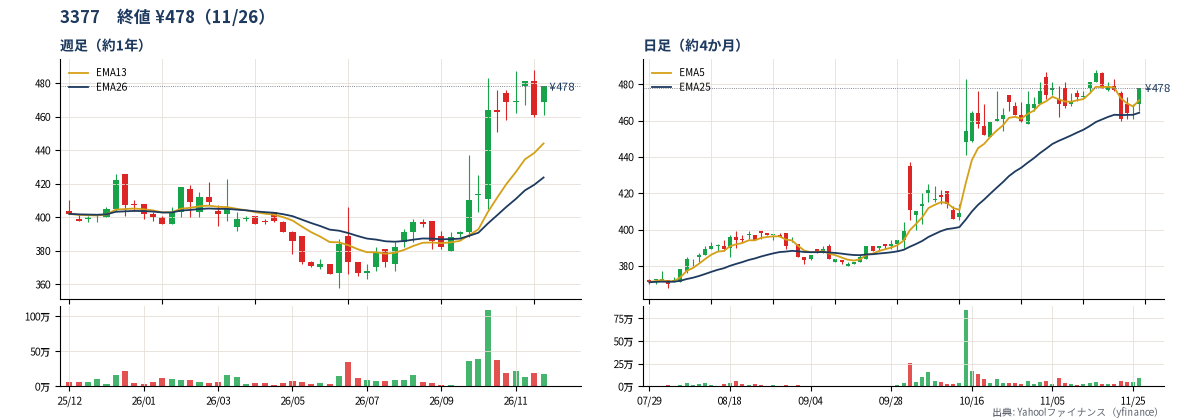 3377 終値 ¥478（11/26）
週足（約1年）
EMA13
EMA26
¥478
480
460
440
420
400
380
360
100万
50万
0万
25/12
26/01
26/03
26/05
26/06
26/07
26/09
26/11
日足（約4か月）
EMA5
EMA25
¥478
480
460
440
420
400
380
75万
50万
25万
0万
07/29
08/18
09/04
09/28
10/16
11/05
11/25
出典: Yahoo!ファイナンス（yfinance）